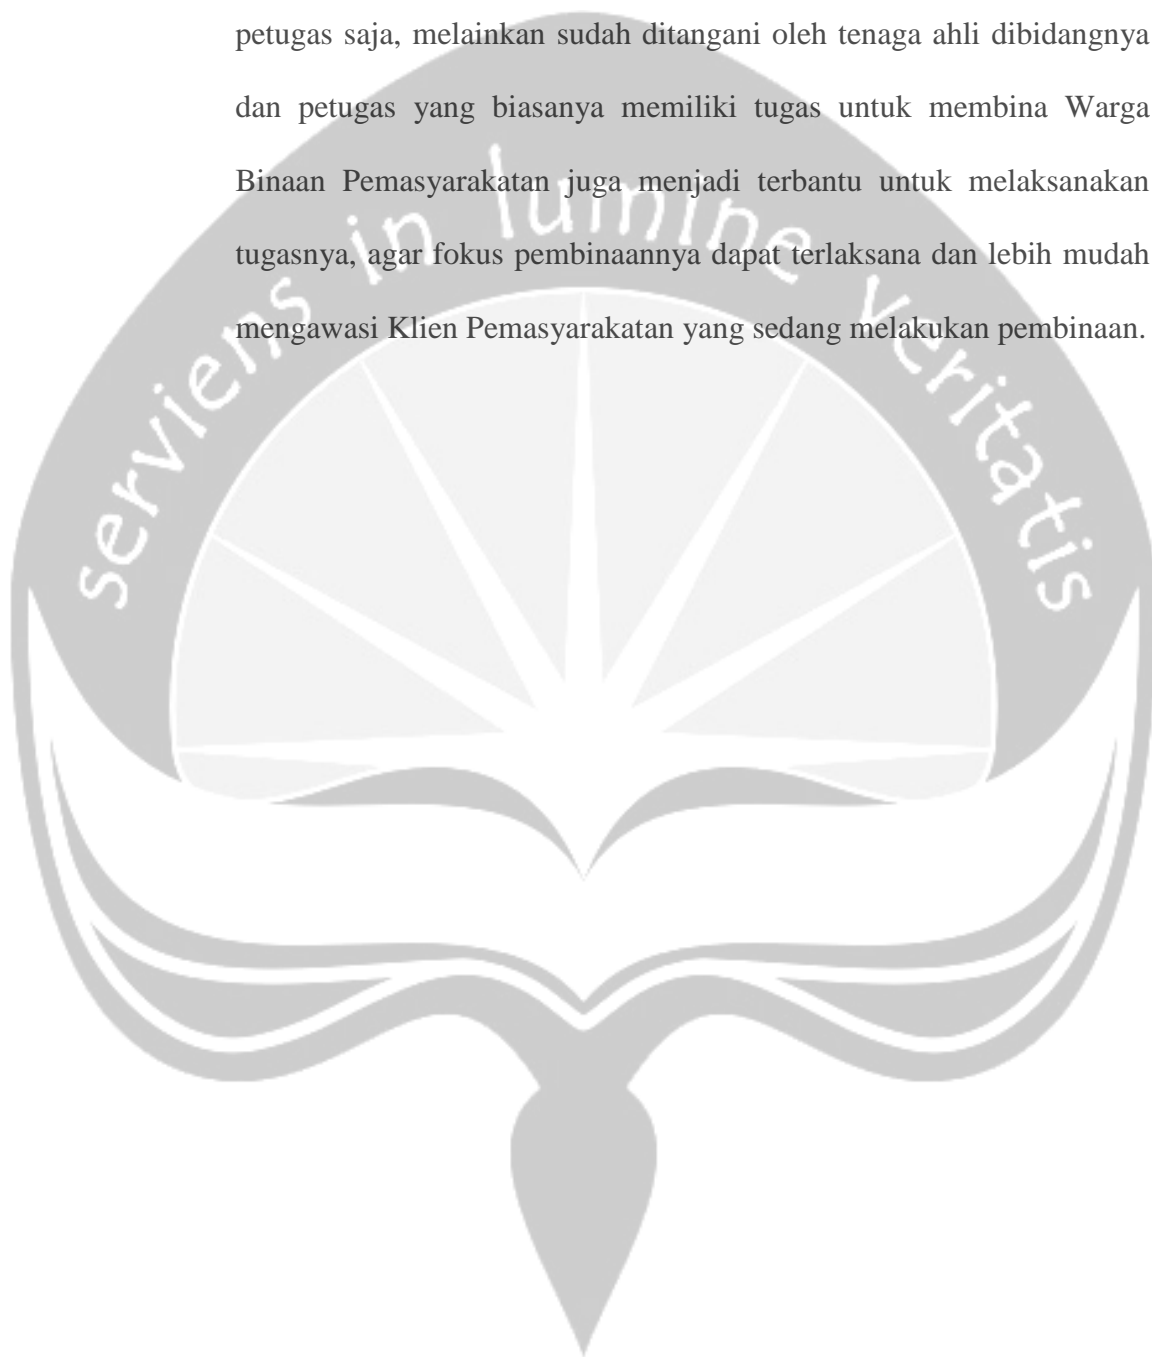 petugas saja, melainkan sudah ditangani oleh tenaga ahli dibidangnya
dan petugas yang biasanya memiliki tugas untuk membina Warga
Binaan Pemasyarakatan juga menjadi terbantu untuk melaksanakan
tugasnya, agar fokus pembinaannya dapat terlaksana dan lebih mudah
mengawasi Klien Pemasyarakatan yang sedang melakukan pembinaan.
serviens in lumine veritatis